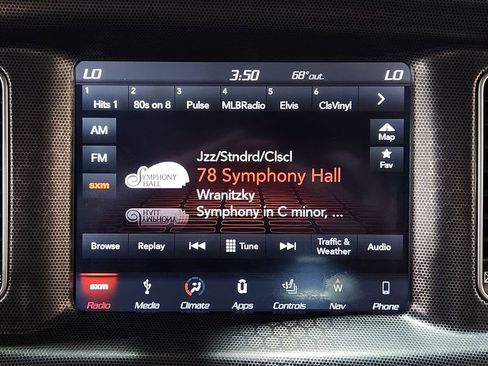 LO 3:50 68°out. LO
1 2 3 4 5 6
Hits 1 80s on 8 Pulse MLBRadio Elvis ClsVinyl
AM
Map
FM
Fav
sxm
Jzz/Stndrd/Clscl
SYMPHONY
HALL
78 Symphony Hall
Wranitzky
Symphony in C minor, ...
Browse Replay Tune Traffic &
Weather Audio
sxm
Radio Media Climate Apps Controls Nav Phone